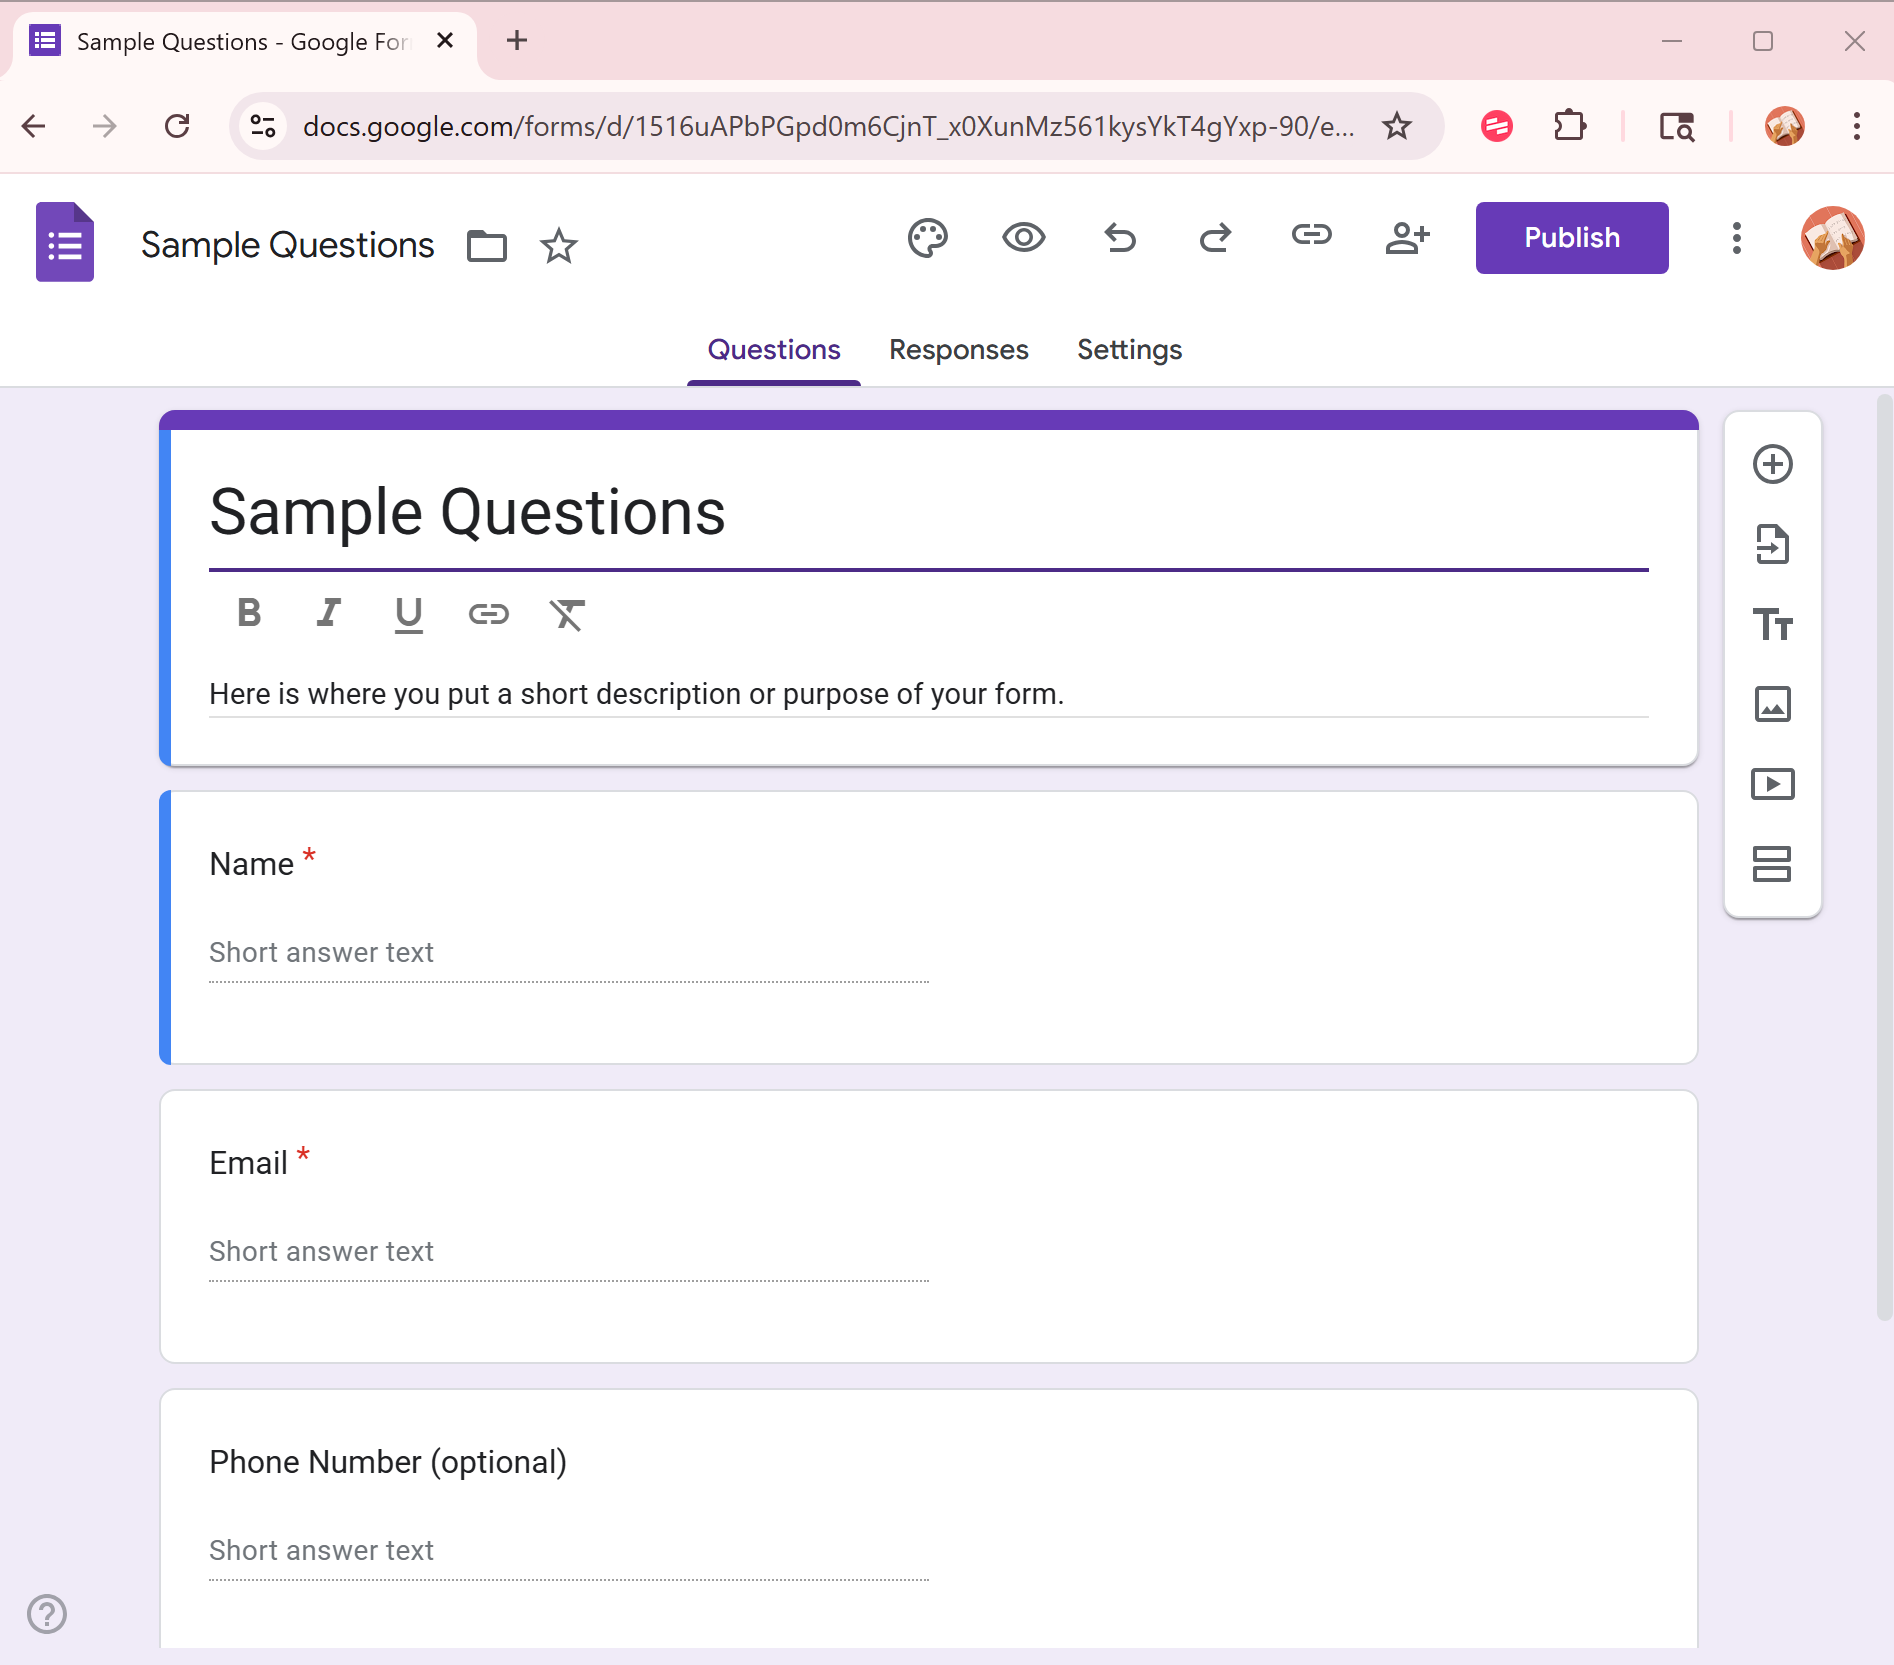 Sample Questions - Google For
docs.google.com/forms/d/1516uAPbPGpd0m6CjnT_x0XunMz561kysYkT4gYxp-90/e...
Sample Questions
Publish
Questions Responses Settings
Sample Questions
B I U
Here is where you put a short description or purpose of your form.
Name *
Short answer text
Email *
Short answer text
Phone Number (optional)
Short answer text